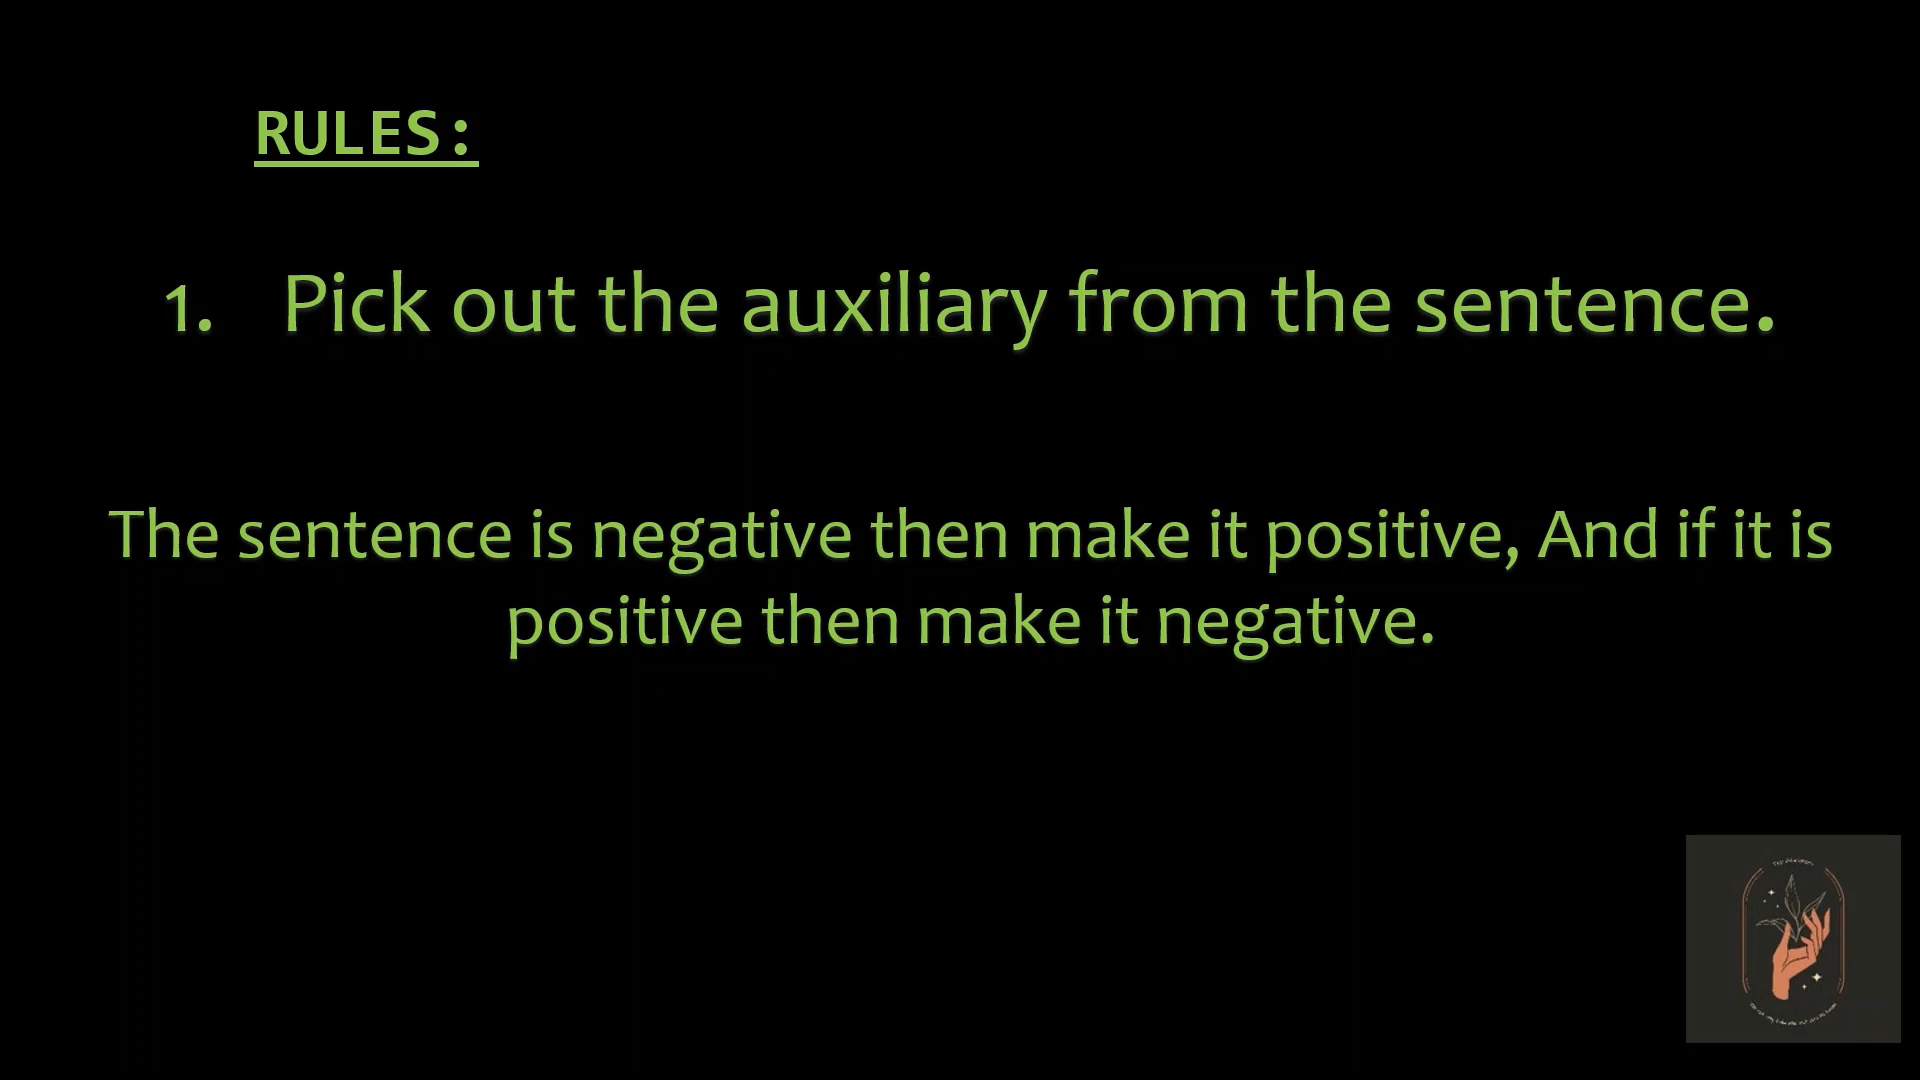 RULES:
1. Pick out the auxiliary from the sentence.
The sentence is negative then make it positive, And if it is
positive then make it negative.